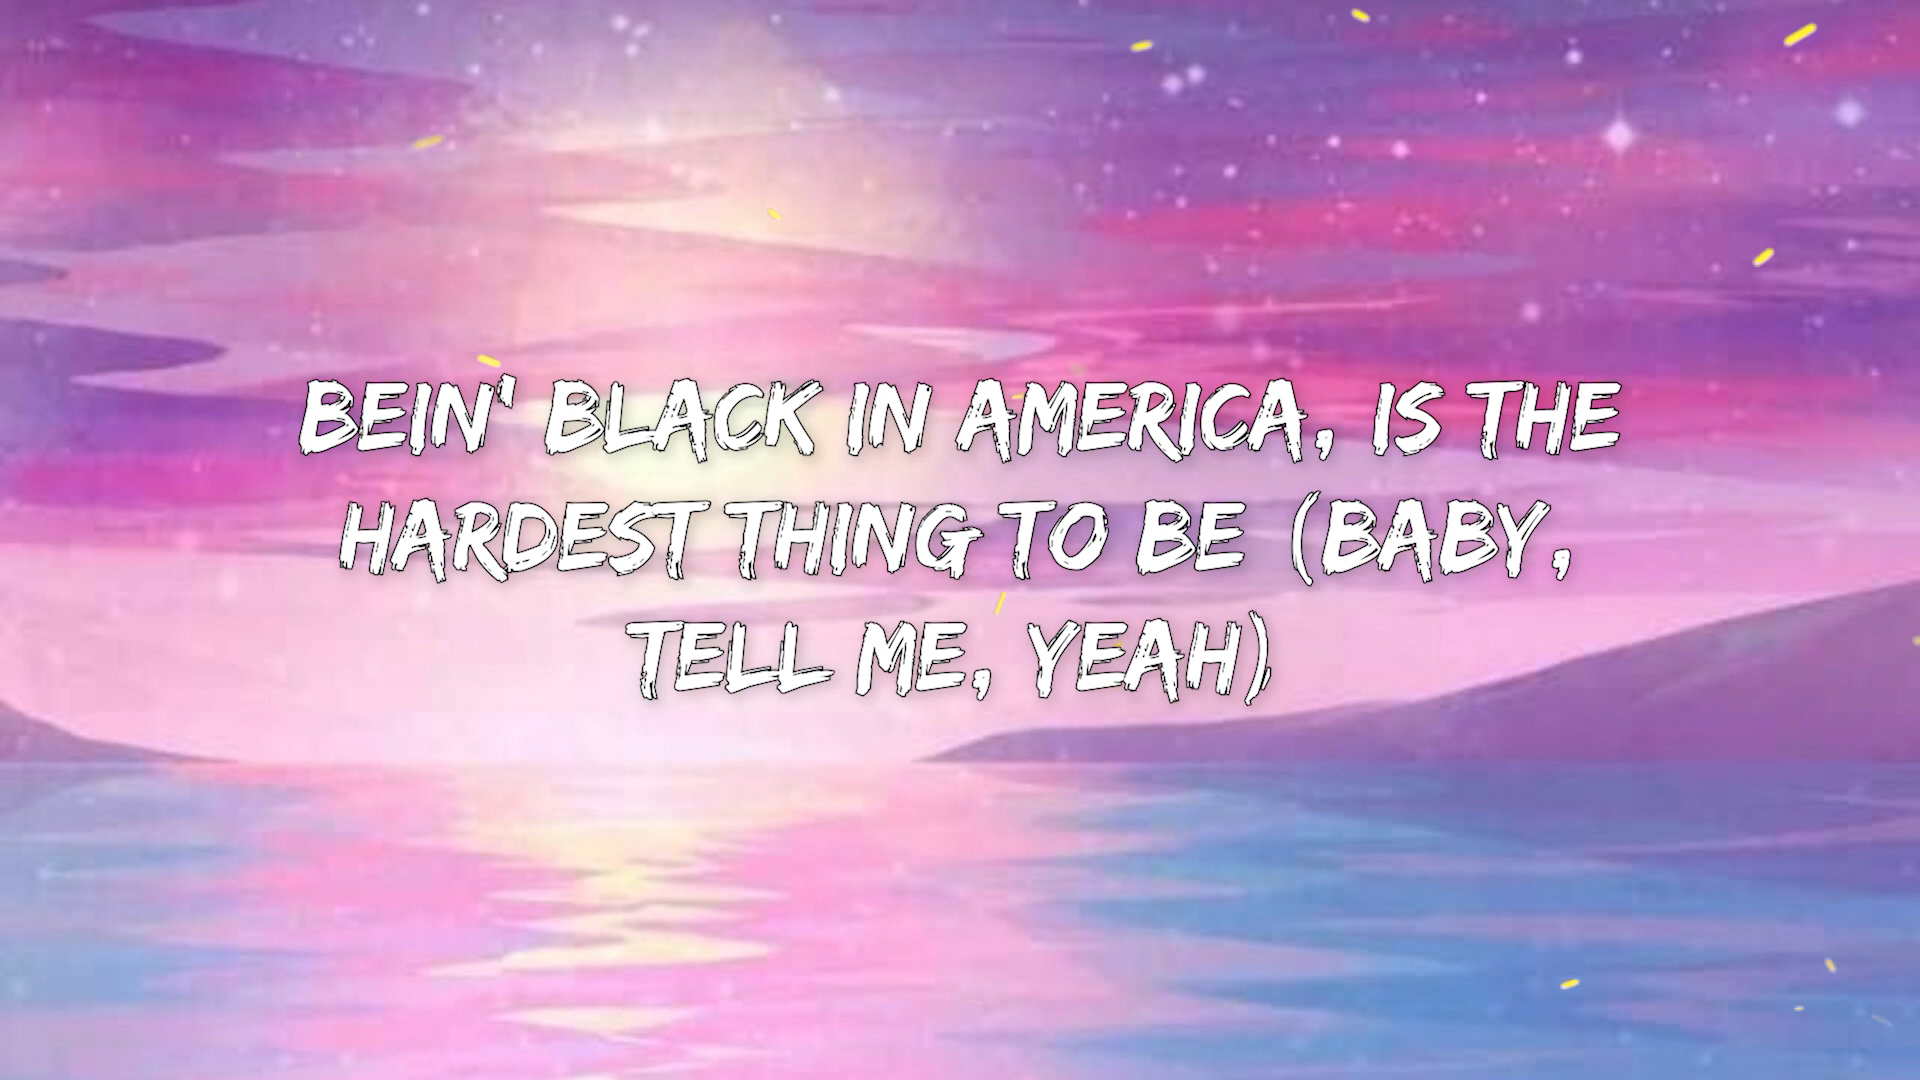 BEIN' BLACK IN AMERICA, IS THE
HARDEST THING TO BE (BABY,
TELL ME, YEAH)